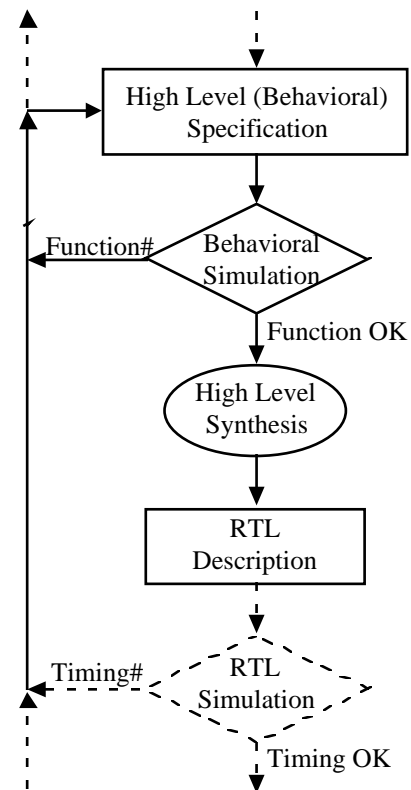 High Level (Behavioral)
Specification
Function#
Behavioral
Simulation
Function OK
High Level
Synthesis
RTL
Description
Timing#
RTL
Simulation
Timing OK